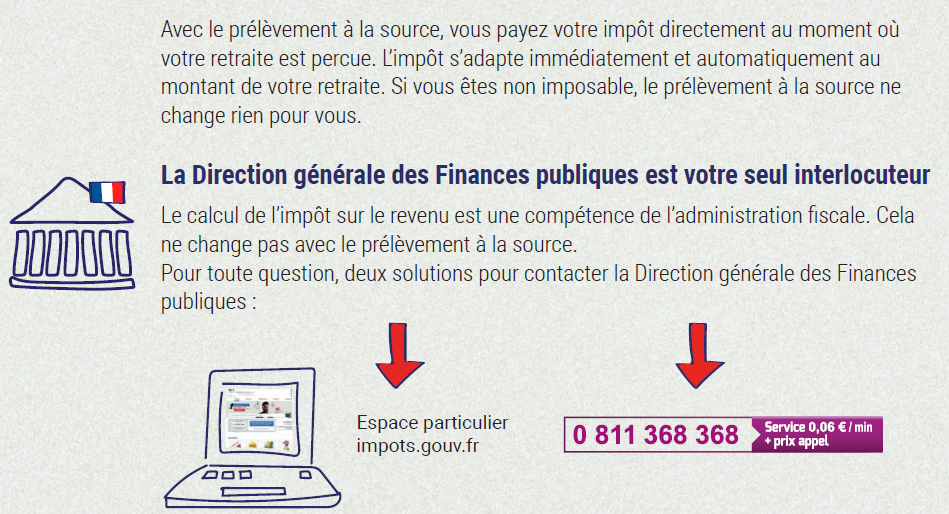 Avec le prélèvement à la source, vous payez votre impôt directement au moment où
votre retraite est percue. L’impôt s’adapte immédiatement et automatiquement au
montant de votre retraite. Si vous êtes non imposable, le prélèvement à la source ne
change rien pour vous.
La Direction générale des Finances publiques est votre seul interlocuteur
Le calcul de l’impôt sur le revenu est une compétence de l’administration fiscale. Cela
ne change pas avec le prélèvement à la source.
Pour toute question, deux solutions pour contacter la Direction générale des Finances
publiques :
Espace particulier
impots.gouv.fr
0 811 368 368
Service 0,06 € / min
+ prix appel